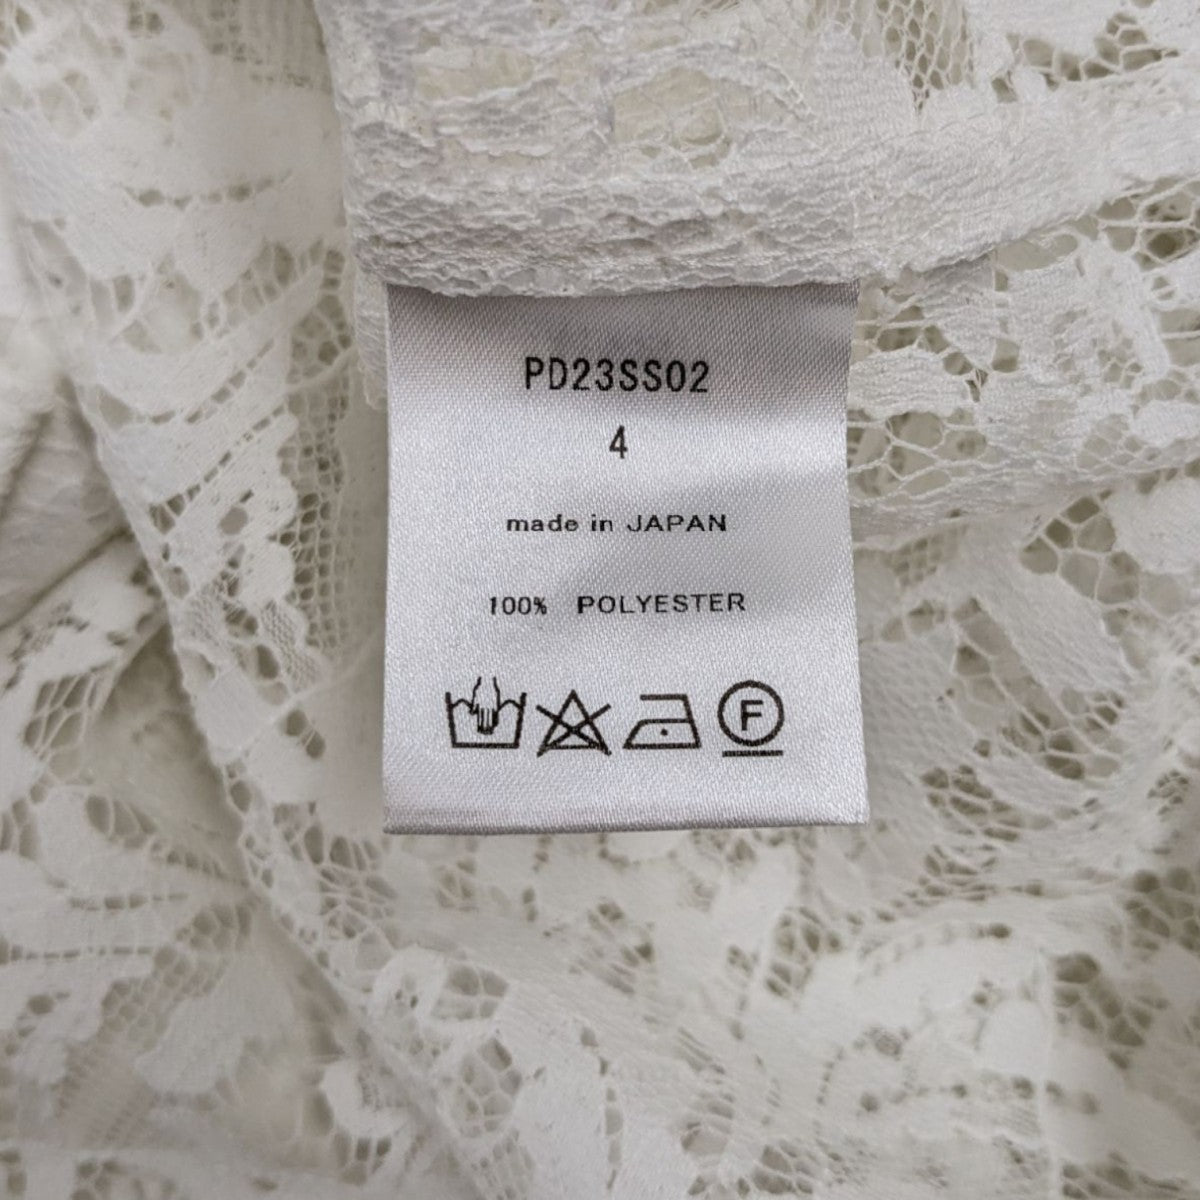 PD23SS02
4
made in JAPAN
100% POLYESTER
F